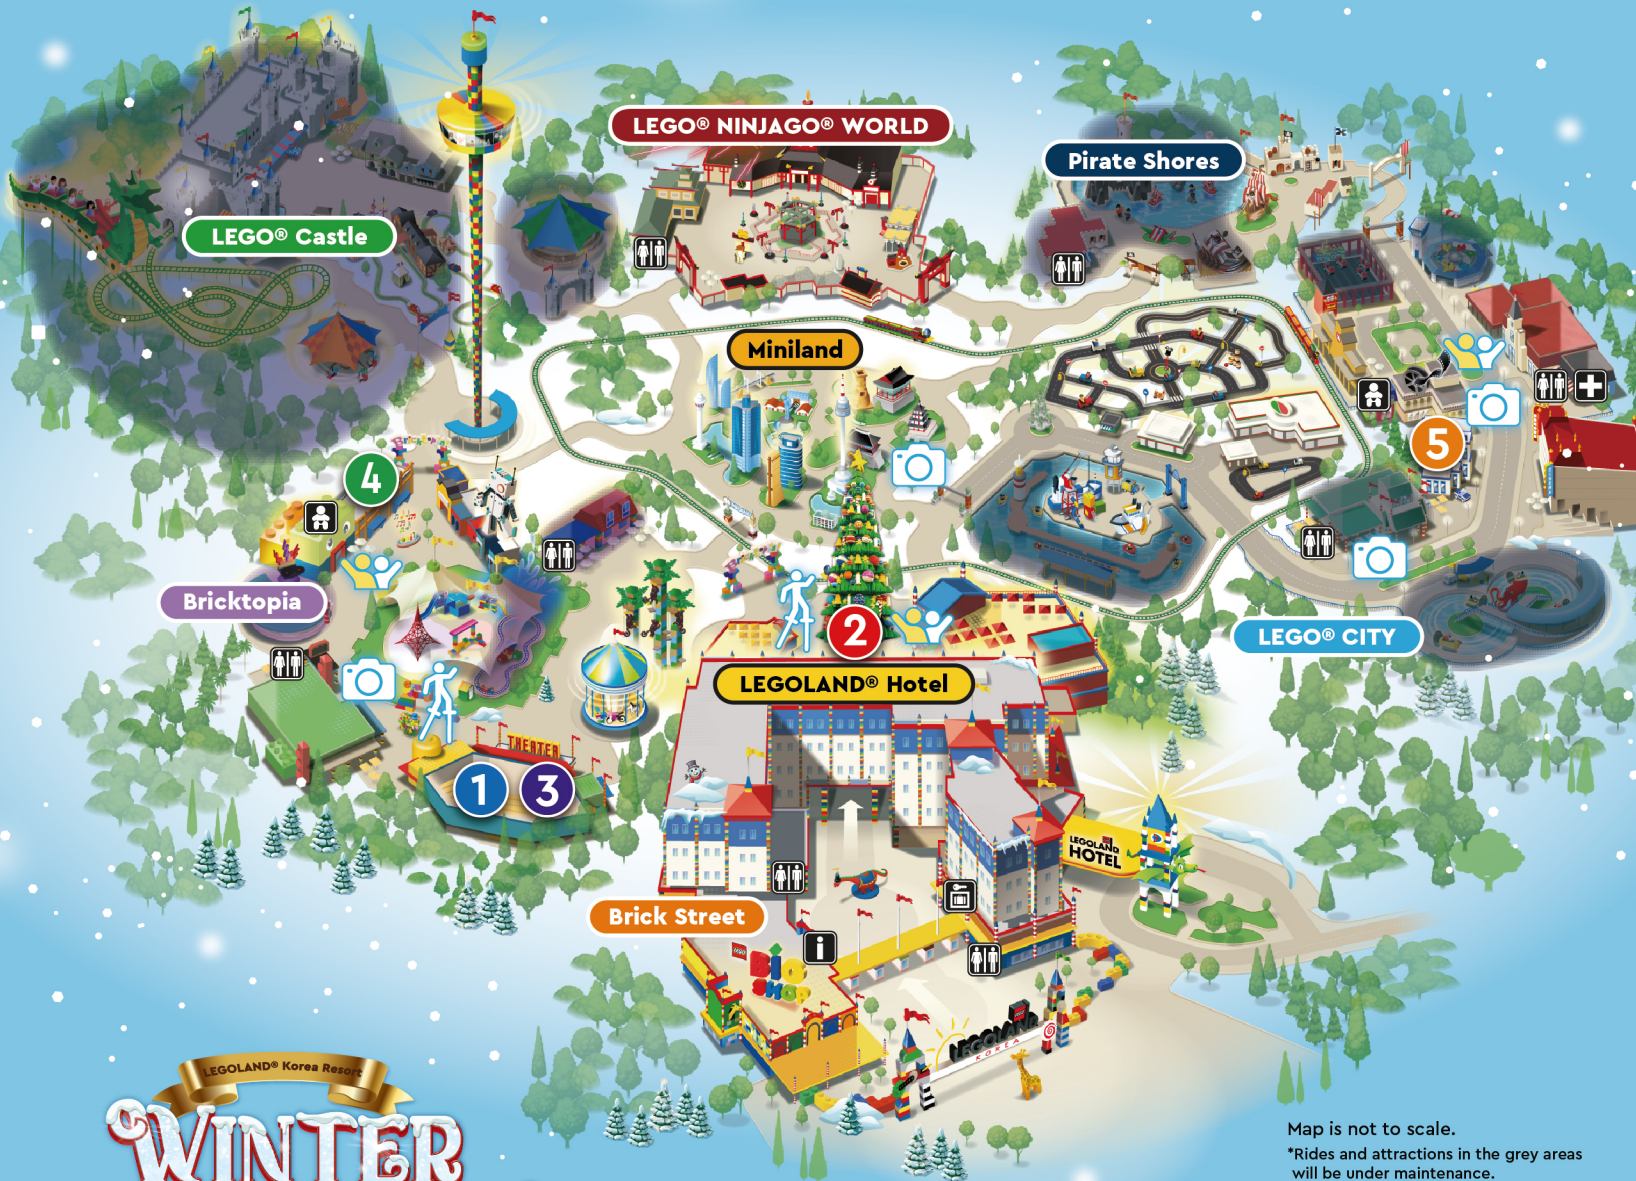 LEGO® NINJAGO® WORLD
Pirate Shores
LEGO® Castle
Miniland
4
5
Bricktopia
2
LEGO® CITY
LEGOLAND® Hotel
THEATER
1
3
LEGOLAND
HOTEL
Brick Street
i
LEGO
BIG
SHOP
LEGO
LEGOLAND
KOREA
LEGOLAND® Korea Resort
WINTER
Map is not to scale.
*Rides and attractions in the grey areas
will be under maintenance.